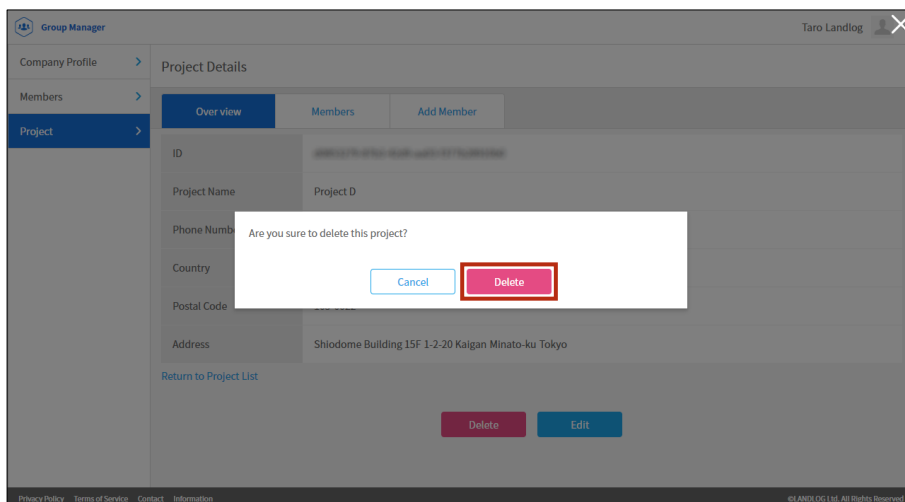 Group Manager
Taro Landlog
Company Profile
Members
Project
Project Details
Over view
Members
Add Member
ID
Project Name
Project D
Phone Numb
Are you sure to delete this project?
Country
Cancel
Delete
Postal Code
Address
Shiodome Building 15F 1-2-20 Kaigan Minato-ku Tokyo
Return to Project List
Delete
Edit
Privacy Policy Terms of Service Contact Information
©LANDLOG Ltd. All Rights Reserved